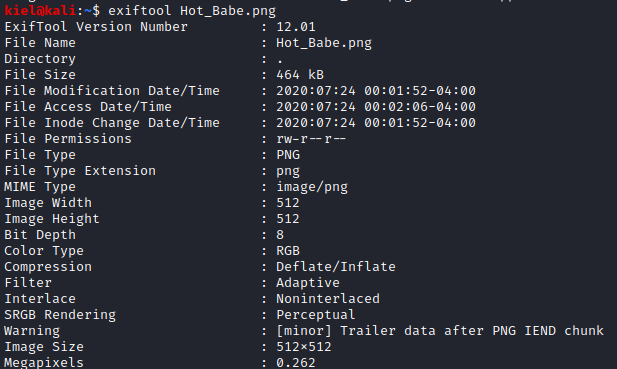 kiel@kali:~$ exiftool Hot_Babe.png
ExifTool Version Number : 12.01
File Name : Hot_Babe.png
Directory : .
File Size : 464 kB
File Modification Date/Time : 2020:07:24 00:01:52-04:00
File Access Date/Time : 2020:07:24 00:02:06-04:00
File Inode Change Date/Time : 2020:07:24 00:01:52-04:00
File Permissions : rw-r--r--
File Type : PNG
File Type Extension : png
MIME Type : image/png
Image Width : 512
Image Height : 512
Bit Depth : 8
Color Type : RGB
Compression : Deflate/Inflate
Filter : Adaptive
Interlace : Noninterlaced
SRGB Rendering : Perceptual
Warning : [minor] Trailer data after PNG IEND chunk
Image Size : 512×512
Megapixels : 0.262